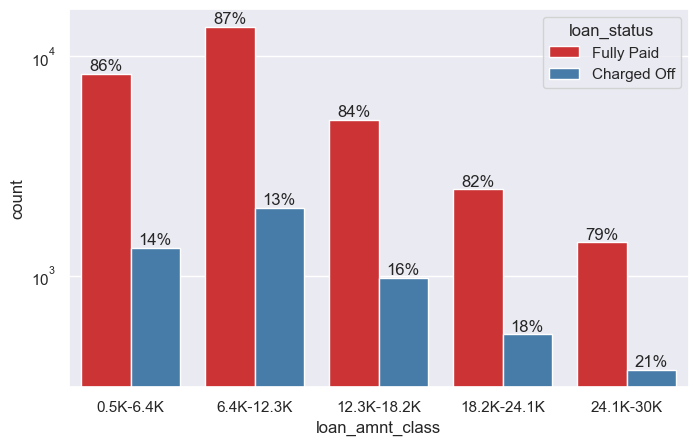 87%
86%
84%
82%
79%
14%
13%
16%
18%
21%
loan_status
Fully Paid
Charged Off
10^4
10^3
count
0.5K-6.4K
6.4K-12.3K
12.3K-18.2K
18.2K-24.1K
24.1K-30K
loan_amnt_class